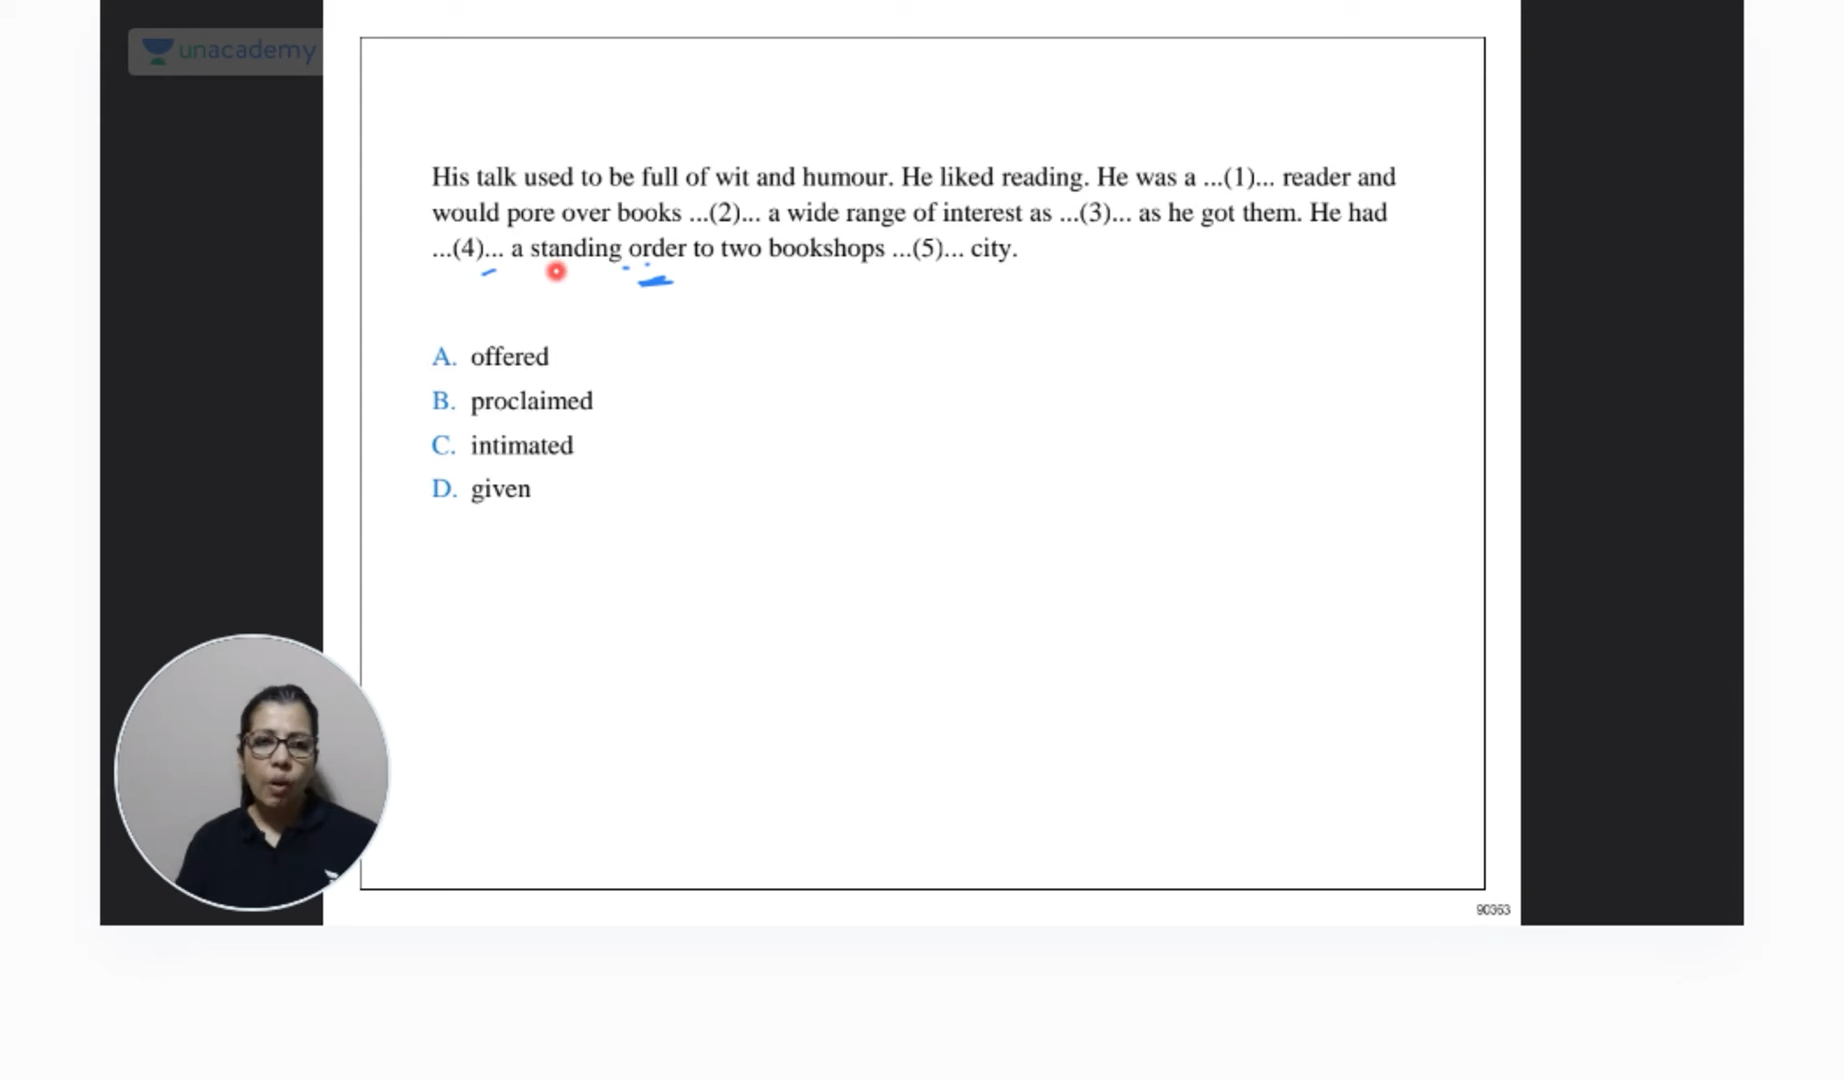 unacademy
His talk used to be full of wit and humour. He liked reading. He was a ...(1)... reader and
would pore over books ...(2)... a wide range of interest as ...(3)... as he got them. He had
...(4)... a standing order to two bookshops ...(5)... city.
A. offered
B. proclaimed
C. intimated
D. given
90363